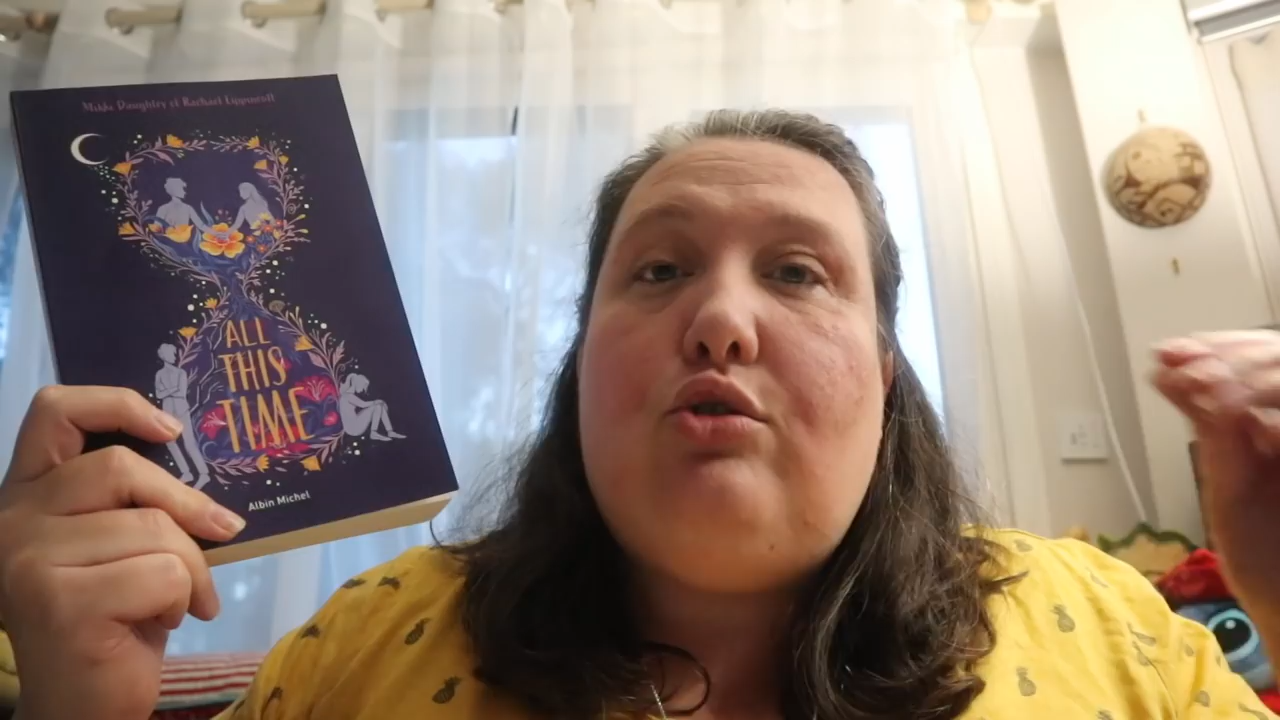 Mikki Daughtry et Rachael Lippincott
ALL
THIS
TIME
Albin Michel